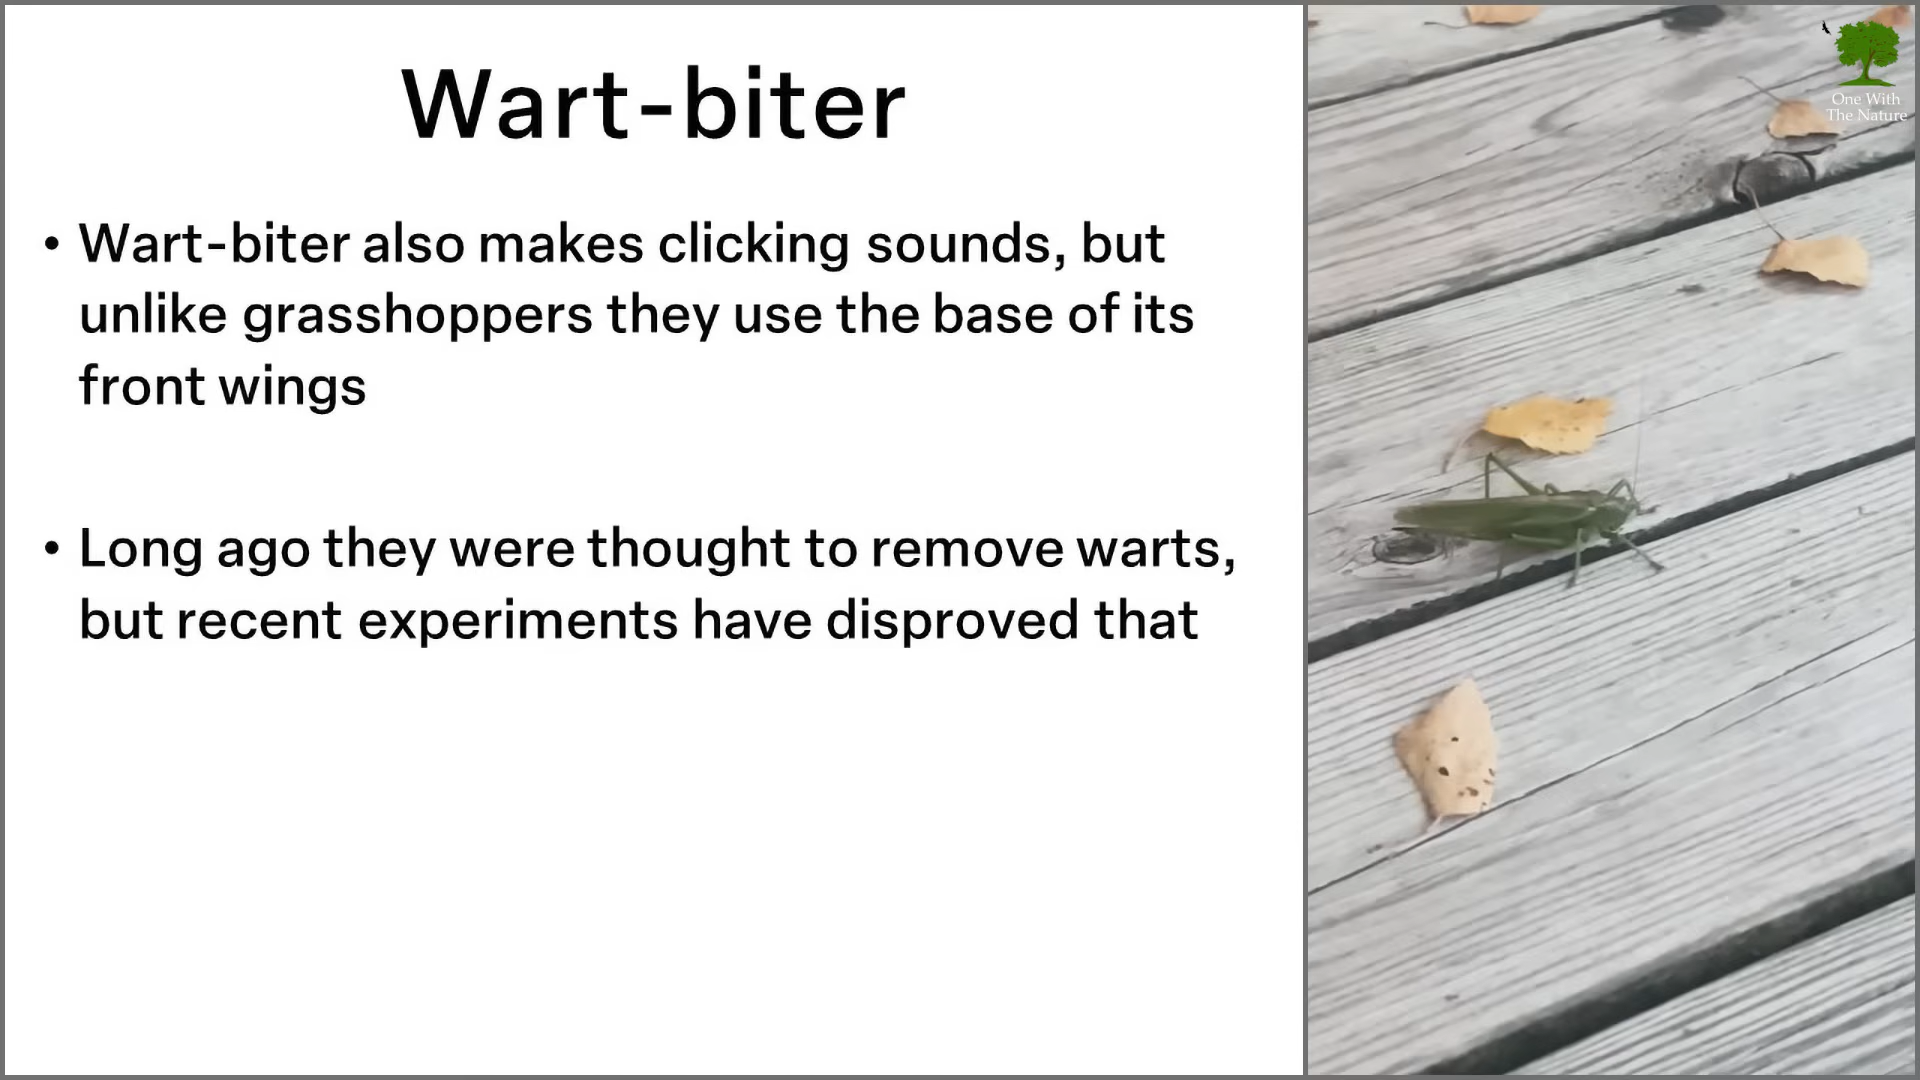 Wart-biter
• Wart-biter also makes clicking sounds, but
unlike grasshoppers they use the base of its
front wings
• Long ago they were thought to remove warts,
but recent experiments have disproved that
One With
The Nature